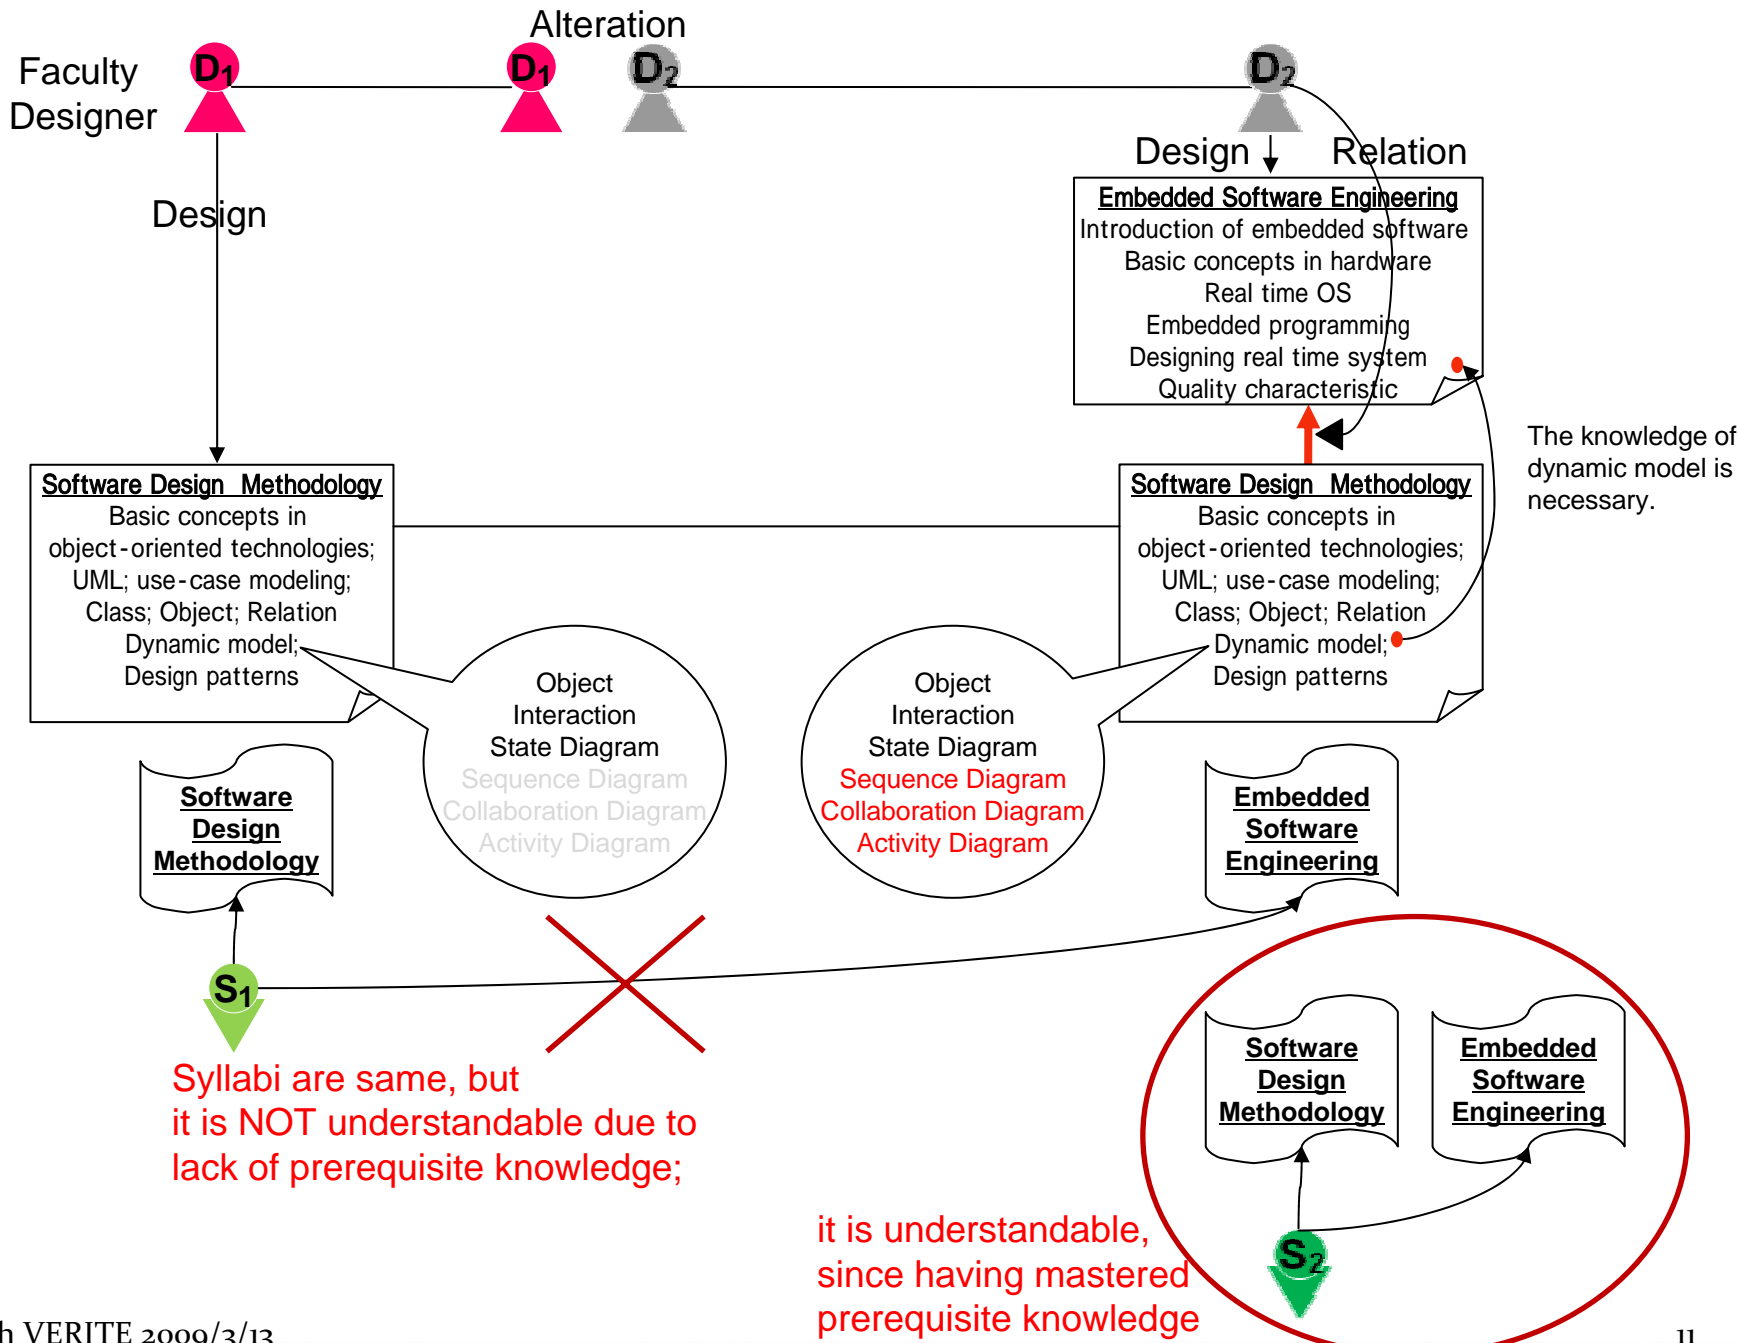 Alteration
Faculty
Designer
D1
D1
D2
D2
Design
Design
Relation
Embedded Software Engineering
Introduction of embedded software
Basic concepts in hardware
Real time OS
Embedded programming
Designing real time system
Quality characteristic
The knowledge of
dynamic model is
necessary.
Software Design Methodology
Basic concepts in
object-oriented technologies;
UML; use-case modeling;
Class; Object; Relation
Dynamic model;
Design patterns
Software Design Methodology
Basic concepts in
object-oriented technologies;
UML; use-case modeling;
Class; Object; Relation
Dynamic model;
Design patterns
Object
Interaction
State Diagram
Sequence Diagram
Collaboration Diagram
Activity Diagram
Object
Interaction
State Diagram
Sequence Diagram
Collaboration Diagram
Activity Diagram
Software
Design
Methodology
Embedded
Software
Engineering
S1
Syllabi are same, but
it is NOT understandable due to
lack of prerequisite knowledge;
Software
Design
Methodology
Embedded
Software
Engineering
S2
it is understandable,
since having mastered
prerequisite knowledge
h VERITE 2009/3/13
11